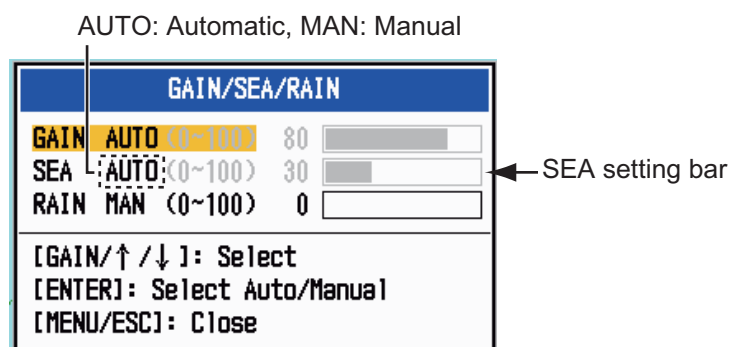 AUTO: Automatic, MAN: Manual
GAIN/SEA/RAIN
GAIN AUTO (0~100) 80
SEA AUTO (0~100) 30
SEA setting bar
RAIN MAN (0~100) 0
[GAIN/↑/↓]: Select
[ENTER]: Select Auto/Manual
[MENU/ESC]: Close